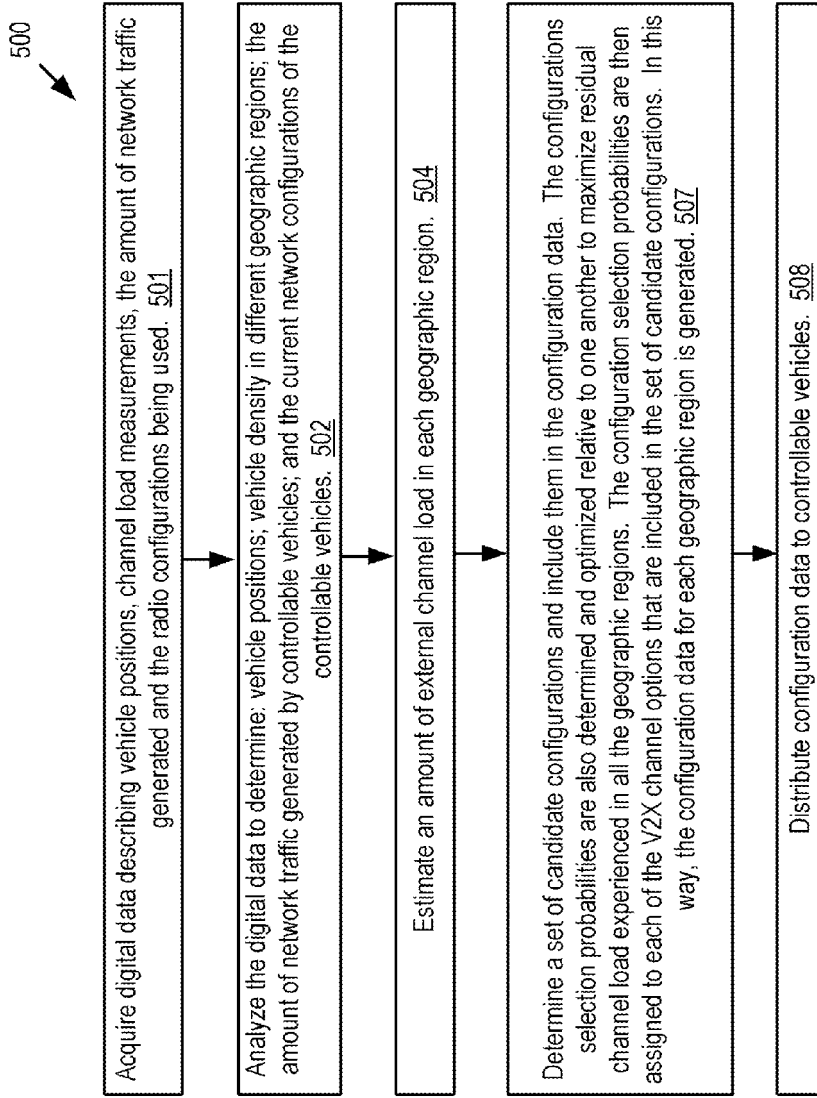 500
Acquire digital data describing vehicle positions, channel load measurements, the amount of network traffic
generated and the radio configurations being used. 501
Analyze the digital data to determine: vehicle positions; vehicle density in different geographic regions; the
amount of network traffic generated by controllable vehicles; and the current network configurations of the
controllable vehicles. 502
Estimate an amount of external channel load in each geographic region. 504
Determine a set of candidate configurations and include them in the configuration data. The configurations
selection probabilities are also determined and optimized relative to one another to maximize residual
channel load experienced in all the geographic regions. The configuration selection probabilities are then
assigned to each of the V2X channel options that are included in the set of candidate configurations. In this
way, the configuration data for each geographic region is generated. 507
Distribute configuration data to controllable vehicles. 508